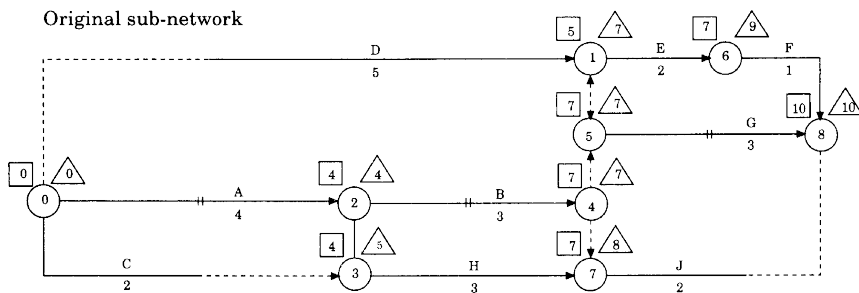 Original sub-network
5 7 7 9
D 1 E 6 F
5 2 1
7 7 10 10
5 G 8
3
0 0 4 4 7 7
A B
0 2 4
4 3
4 5 7 8
C 3 H 7 J
2 3 2